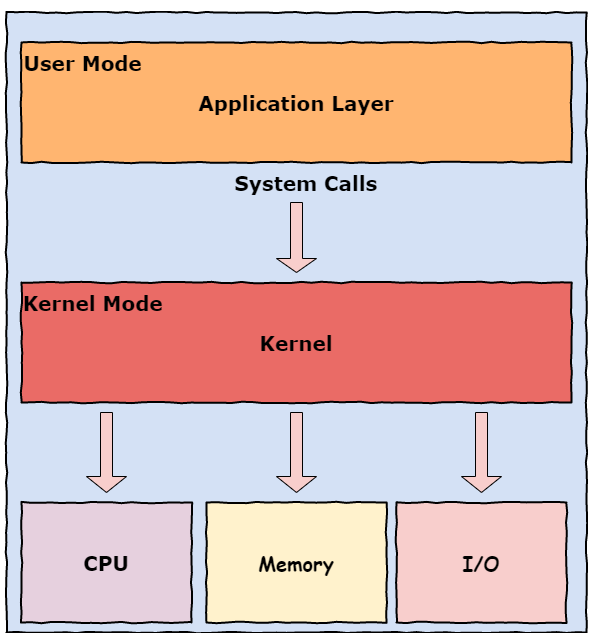 User Mode
Application Layer
System Calls
Kernel Mode
Kernel
CPU
Memory
I/O